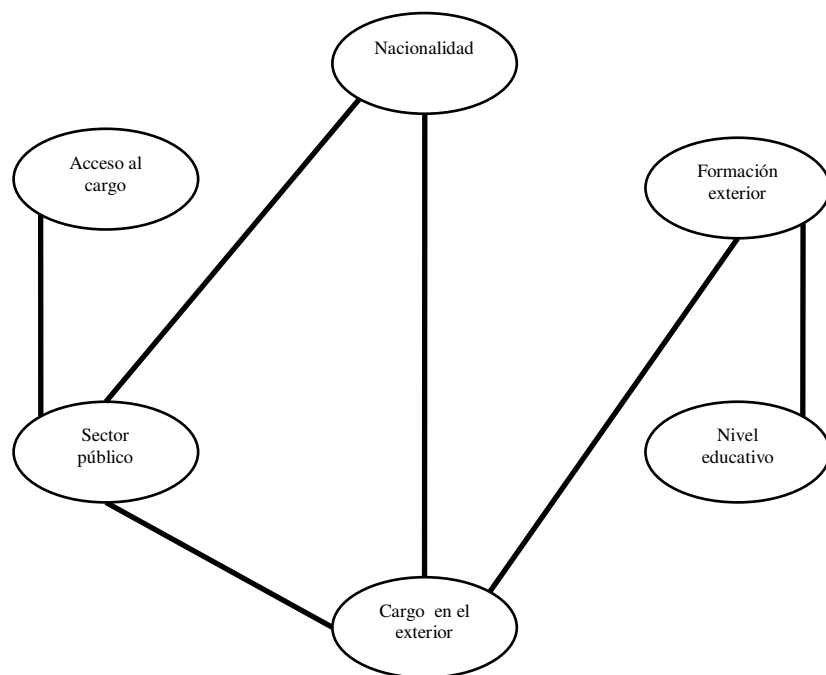 Nacionalidad
Acceso al
cargo
Formación
exterior
Sector
público
Nivel
educativo
Cargo  en el
exterior